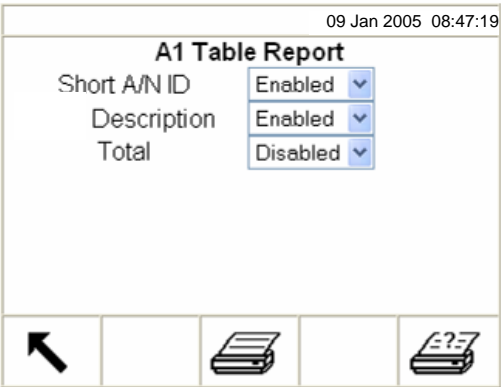 09 Jan 2005 08:47:19
A1 Table Report
Short A/N ID Enabled
Description Enabled
Total Disabled
?